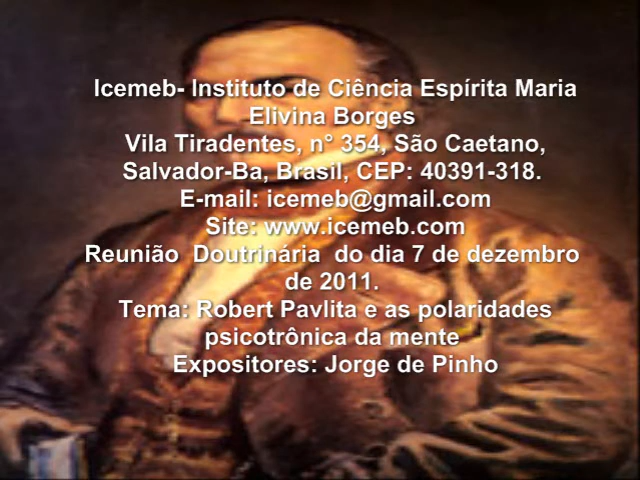 Icemeb- Instituto de Ciência Espírita Maria
Elivina Borges
Vila Tiradentes, n° 354, São Caetano,
Salvador-Ba, Brasil, CEP: 40391-318.
E-mail: icemeb@gmail.com
Site: www.icemeb.com
Reunião Doutrinária do dia 7 de dezembro
de 2011.
Tema: Robert Pavlita e as polaridades
psicotrônica da mente
Expositores: Jorge de Pinho